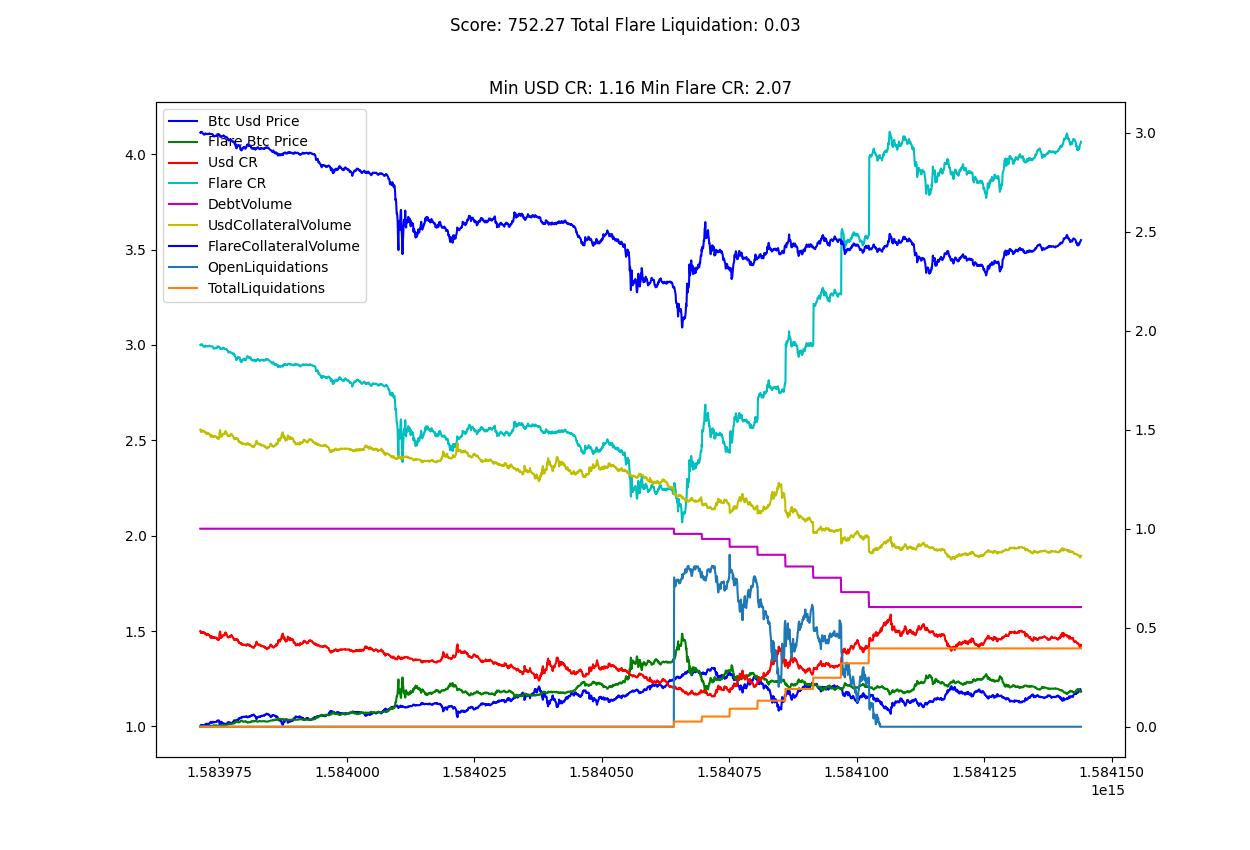 Score: 752.27 Total Flare Liquidation: 0.03
Min USD CR: 1.16 Min Flare CR: 2.07
Btc Usd Price
Flare Btc Price
Usd CR
Flare CR
DebtVolume
UsdCollateralVolume
FlareCollateralVolume
OpenLiquidations
TotalLiquidations
4.0
3.5
3.0
2.5
2.0
1.5
1.0
3.0
2.5
2.0
1.5
1.0
0.5
0.0
1.583975 1.584000 1.584025 1.584050 1.584075 1.584100 1.584125 1.584150
1e15